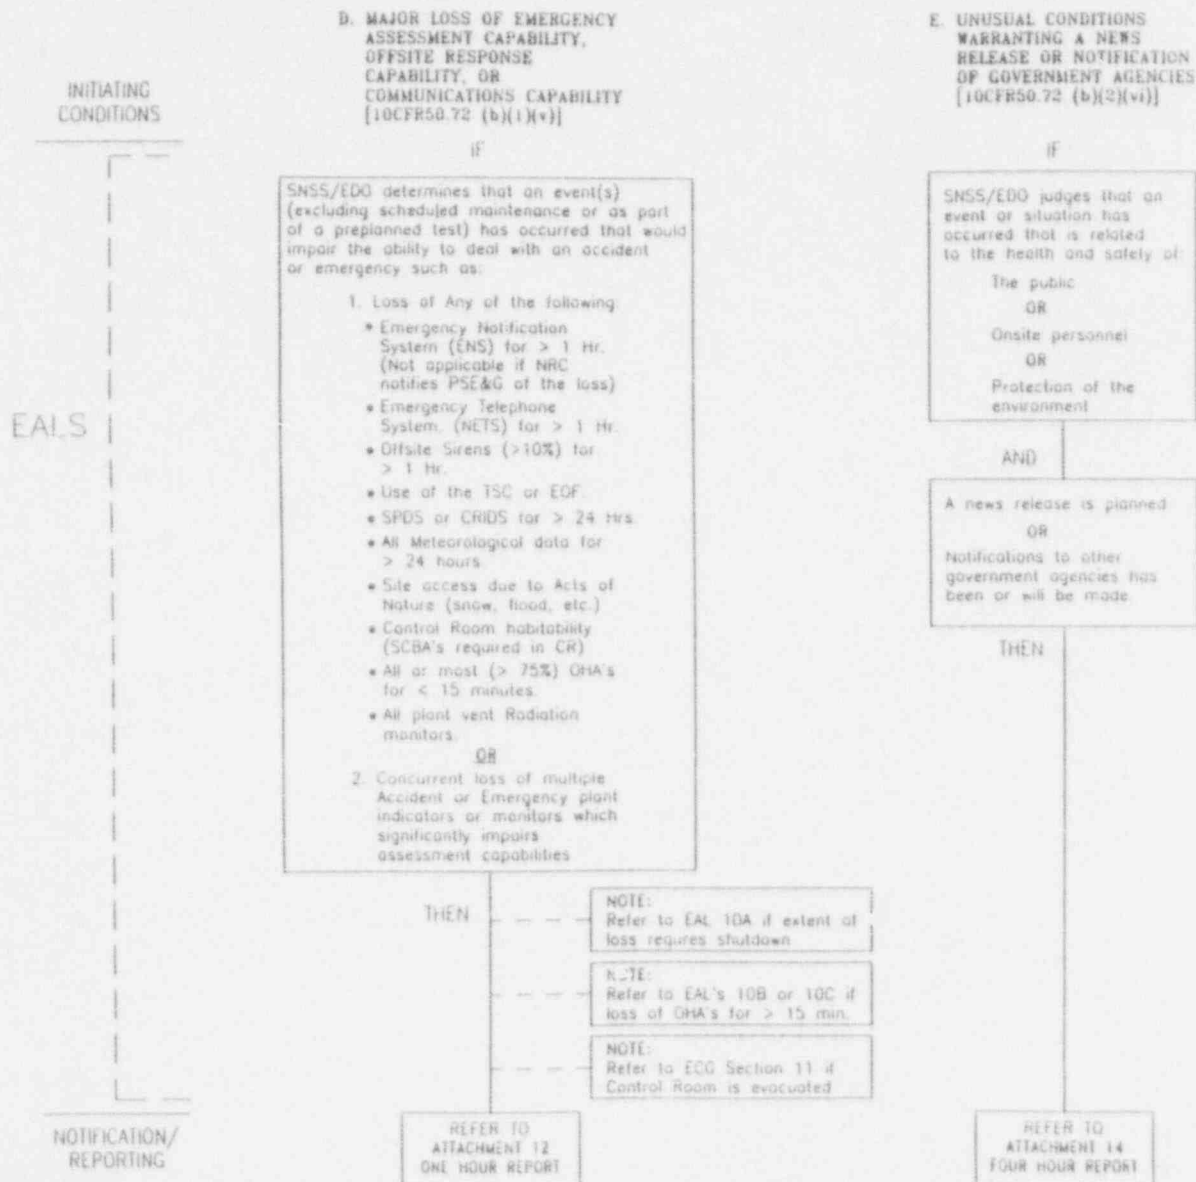 INITIATING
CONDITIONS
EALS
D. MAJOR LOSS OF EMERGENCY
ASSESSMENT CAPABILITY,
OFFSITE RESPONSE
CAPABILITY, OR
COMMUNICATIONS CAPABILITY
[10CFR50.72 (b)(1)(v)]
IF
SNSS/EDO determines that an event(s)
(excluding scheduled maintenance or as part
of a preplanned test) has occurred that would
impair the ability to deal with an accident
or emergency such as:
1. Loss of Any of the following:
* Emergency Notification
System (ENS) for > 1 Hr.
(Not applicable if NRC
notifies PSE&G of the loss)
* Emergency Telephone
System. (NETS) for > 1 Hr.
* Offsite Sirens (>10%) for
> 1 Hr.
* Use of the TSC or EOF.
* SPDS or CRIDS for > 24 Hrs.
* All Meteorological data for
> 24 hours.
* Site access due to Acts of
Nature (snow, flood, etc.)
* Control Room habitability
(SCBA's required in CR)
* All or most (> 75%) OHA's
for < 15 minutes.
* All plant vent Radiation
monitors.
OR
2. Concurrent loss of multiple
Accident or Emergency plant
indicators or monitors which
significantly impairs
assessment capabilities
THEN
NOTE:
Refer to EAL 10A if extent of
loss requres shutdown
NOTE:
Refer to EAL's 10B or 10C if
loss of OHA's for > 15 min.
NOTE:
Refer to ECG Section 11 if
Control Room is evacuated
REFER TO
ATTACHMENT 12
ONE HOUR REPORT
E. UNUSUAL CONDITIONS
WARRANTING A NEWS
RELEASE OR NOTIFICATION
OF GOVERNMENT AGENCIES
[10CFR50.72 (b)(2)(vi)]
IF
SNSS/EDO judges that an
event or situation has
occurred that is related
to the health and safety of:
The public
OR
Onsite personnel
OR
Protection of the
environment
AND
A news release is planned
OR
Notifications to other
government agencies has
been or will be made.
THEN
REFER TO
ATTACHMENT 14
FOUR HOUR REPORT
NOTIFICATION/
REPORTING